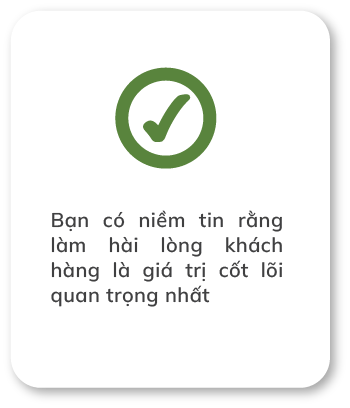 Bạn có niềm tin rằng
làm hài lòng khách
hàng là giá trị cốt lõi
quan trọng nhất